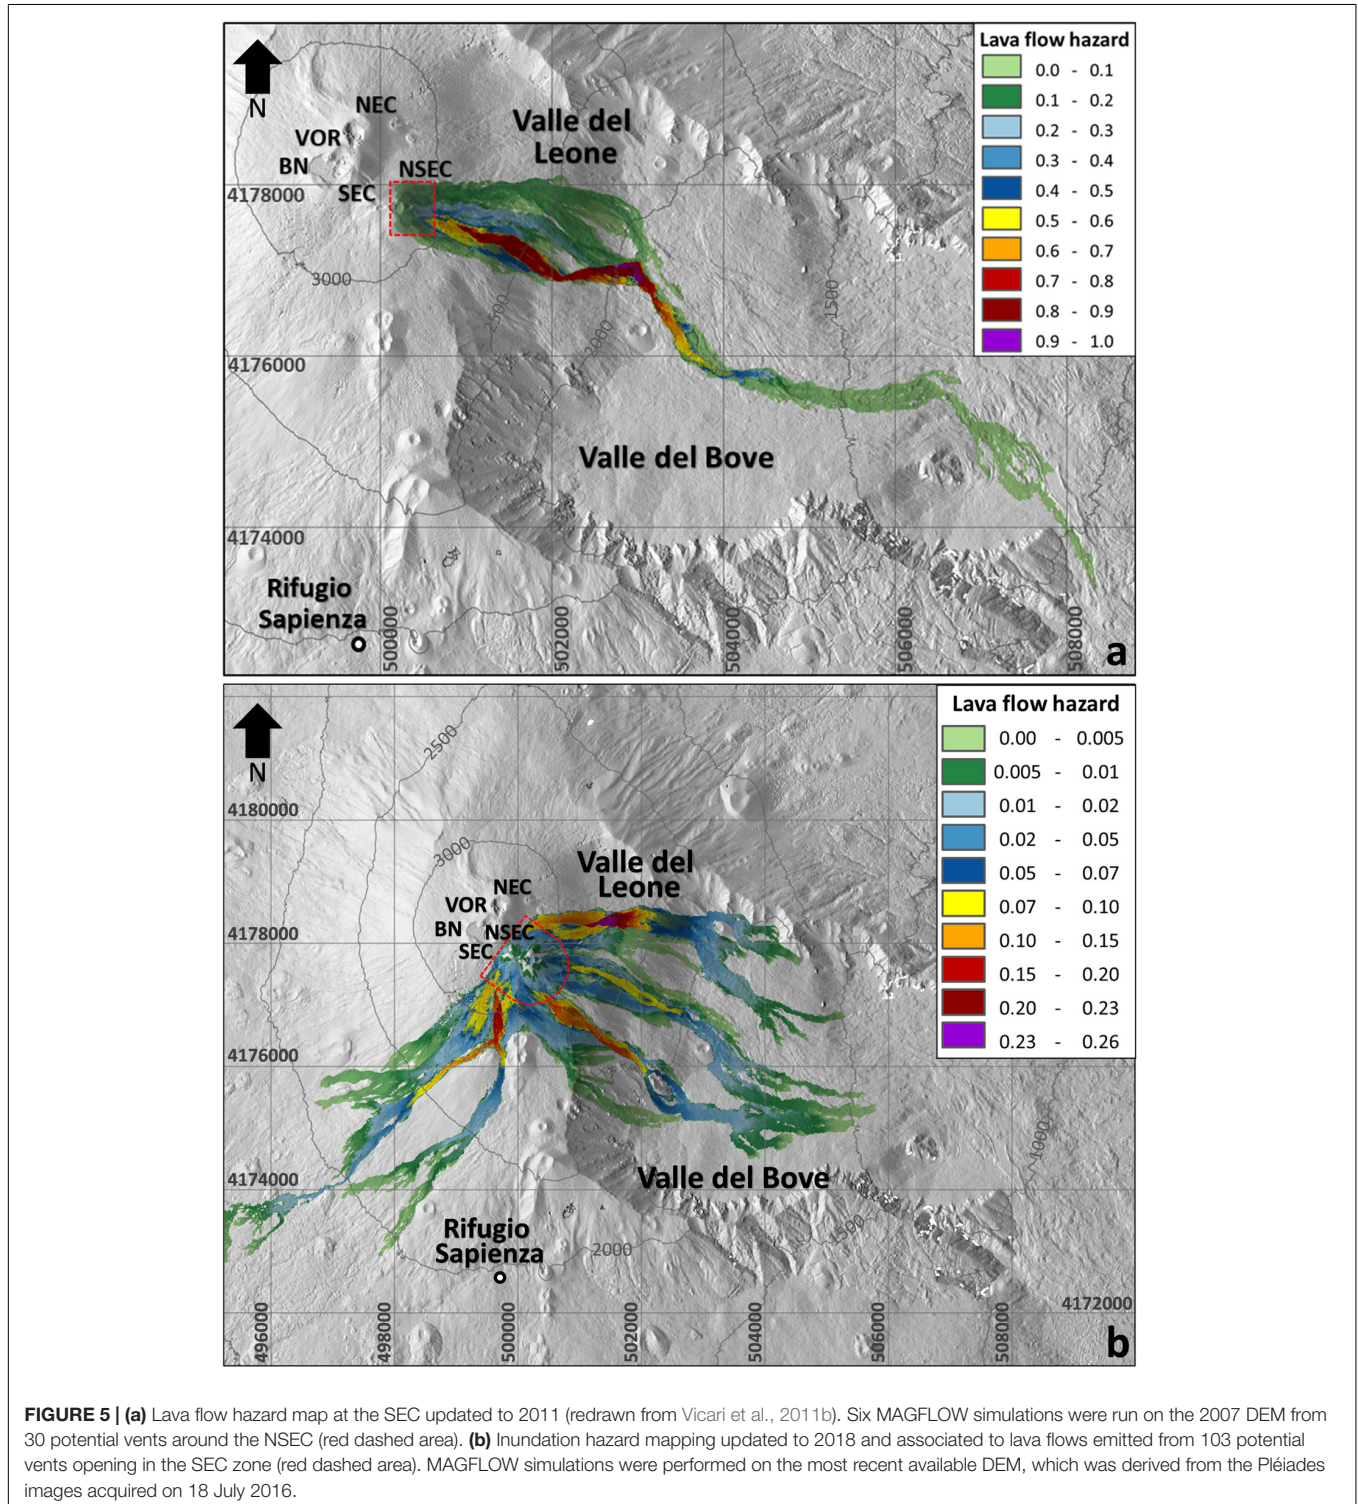 Lava flow hazard
0.0 - 0.1
0.1 - 0.2
0.2 - 0.3
0.3 - 0.4
0.4 - 0.5
0.5 - 0.6
0.6 - 0.7
0.7 - 0.8
0.8 - 0.9
0.9 - 1.0
N
NEC
VOR
BN
NSEC
SEC
Valle del
Leone
4178000
3000
2500
2000
1500
4176000
Valle del Bove
4174000
Rifugio
Sapienza
500000
502000
504000
506000
508000
a
Lava flow hazard
0.00 - 0.005
0.005 - 0.01
0.01 - 0.02
0.02 - 0.05
0.05 - 0.07
0.07 - 0.10
0.10 - 0.15
0.15 - 0.20
0.20 - 0.23
0.23 - 0.26
N
2500
4180000
3000
Valle del
Leone
NEC
VOR
BN
NSEC
SEC
4178000
4176000
1000
4174000
Valle del Bove
Rifugio
Sapienza
2000
1500
4172000
496000
498000
500000
502000
504000
506000
508000
b
FIGURE 5 | (a) Lava flow hazard map at the SEC updated to 2011 (redrawn from Vicari et al., 2011b). Six MAGFLOW simulations were run on the 2007 DEM from
30 potential vents around the NSEC (red dashed area). (b) Inundation hazard mapping updated to 2018 and associated to lava flows emitted from 103 potential
vents opening in the SEC zone (red dashed area). MAGFLOW simulations were performed on the most recent available DEM, which was derived from the Pléiades
images acquired on 18 July 2016.